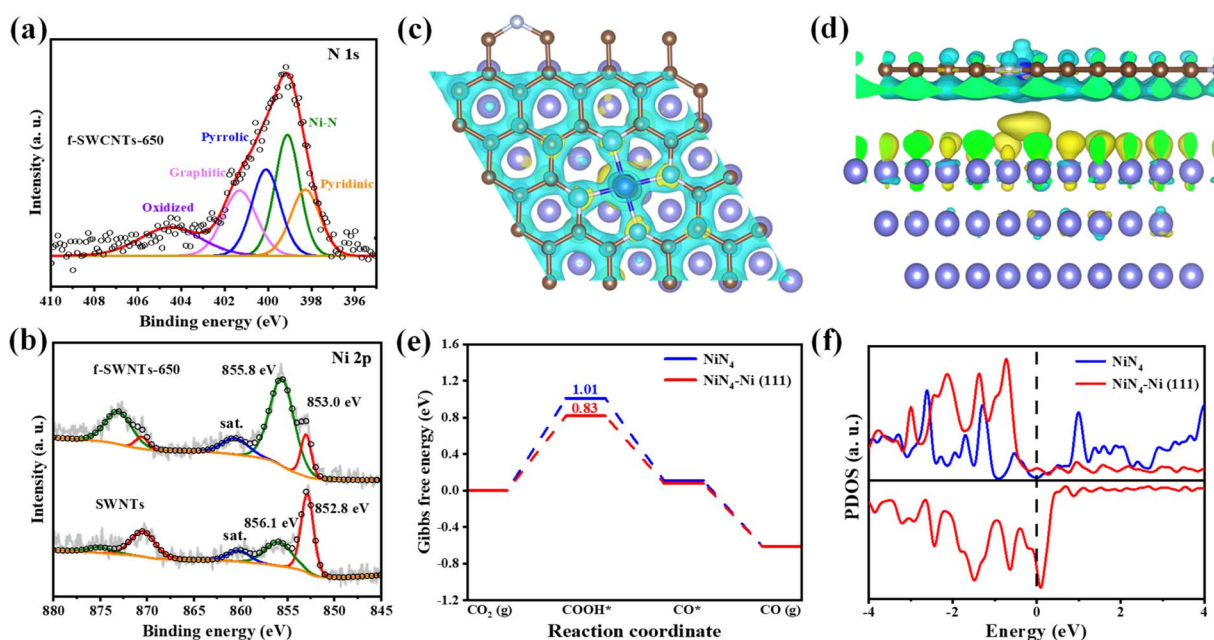 (a)
N 1s
Ni-N
Pyrrolic
f-SWCNTs-650
Graphitic
Pyridinic
Oxidized
Intensity (a. u.)
410 408 406 404 402 400 398 396
Binding energy (eV)
(b)
Ni 2p
f-SWNTs-650
855.8 eV
853.0 eV
sat.
SWNTs
856.1 eV
852.8 eV
sat.
Intensity (a. u.)
880 875 870 865 860 855 850 845
Binding energy (eV)
(c)
(d)
(e)
NiN4
NiN4-Ni (111)
1.01
0.83
Gibbs free energy (eV)
1.6
1.2
0.8
0.4
0.0
-0.4
-0.8
-1.2
CO2 (g) COOH* CO* CO (g)
Reaction coordinate
(f)
NiN4
NiN4-Ni (111)
PDOS (a. u.)
-4 -2 0 2 4
Energy (eV)